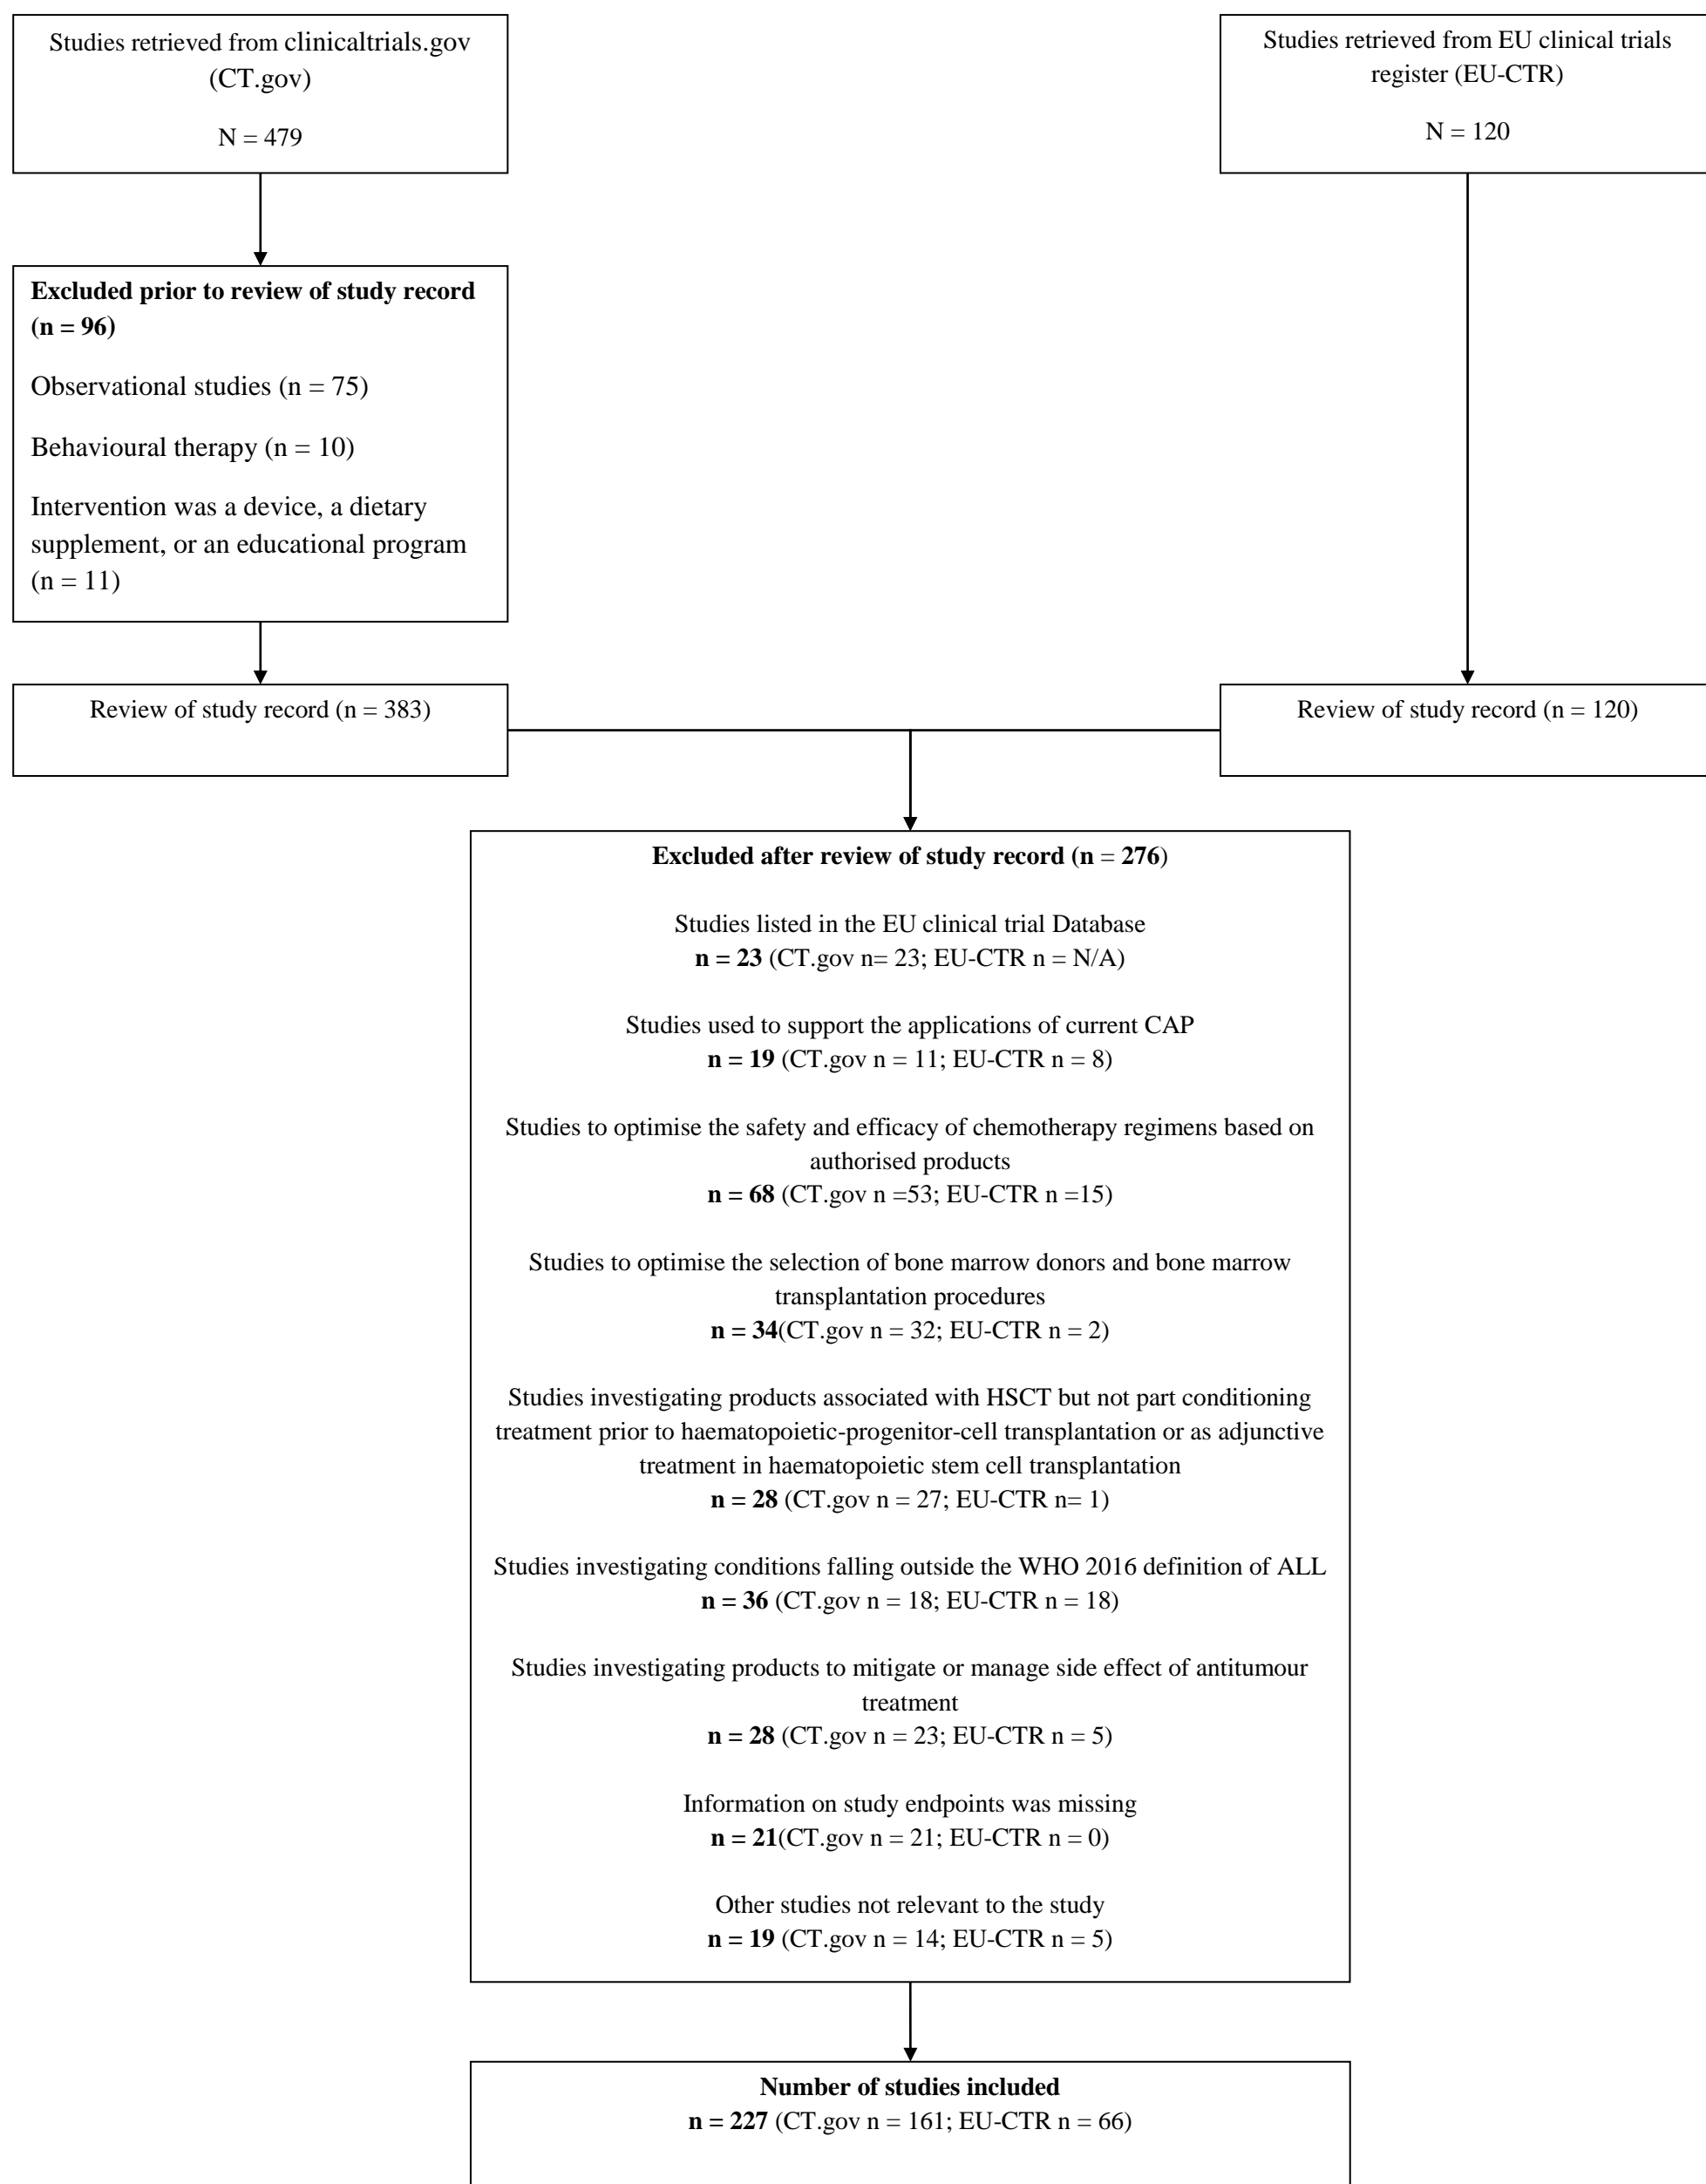 Studies retrieved from clinicaltrials.gov
(CT.gov)
N = 479
Studies retrieved from EU clinical trials
register (EU-CTR)
N = 120
Excluded prior to review of study record
(n = 96)
Observational studies (n = 75)
Behavioural therapy (n = 10)
Intervention was a device, a dietary
supplement, or an educational program
(n = 11)
Review of study record (n = 383)
Review of study record (n = 120)
Excluded after review of study record (n = 276)
Studies listed in the EU clinical trial Database
n = 23 (CT.gov n= 23; EU-CTR n = N/A)
Studies used to support the applications of current CAP
n = 19 (CT.gov n = 11; EU-CTR n = 8)
Studies to optimise the safety and efficacy of chemotherapy regimens based on
authorised products
n = 68 (CT.gov n =53; EU-CTR n =15)
Studies to optimise the selection of bone marrow donors and bone marrow
transplantation procedures
n = 34(CT.gov n = 32; EU-CTR n = 2)
Studies investigating products associated with HSCT but not part conditioning
treatment prior to haematopoietic-progenitor-cell transplantation or as adjunctive
treatment in haematopoietic stem cell transplantation
n = 28 (CT.gov n = 27; EU-CTR n= 1)
Studies investigating conditions falling outside the WHO 2016 definition of ALL
n = 36 (CT.gov n = 18; EU-CTR n = 18)
Studies investigating products to mitigate or manage side effect of antitumour
treatment
n = 28 (CT.gov n = 23; EU-CTR n = 5)
Information on study endpoints was missing
n = 21(CT.gov n = 21; EU-CTR n = 0)
Other studies not relevant to the study
n = 19 (CT.gov n = 14; EU-CTR n = 5)
Number of studies included
n = 227 (CT.gov n = 161; EU-CTR n = 66)